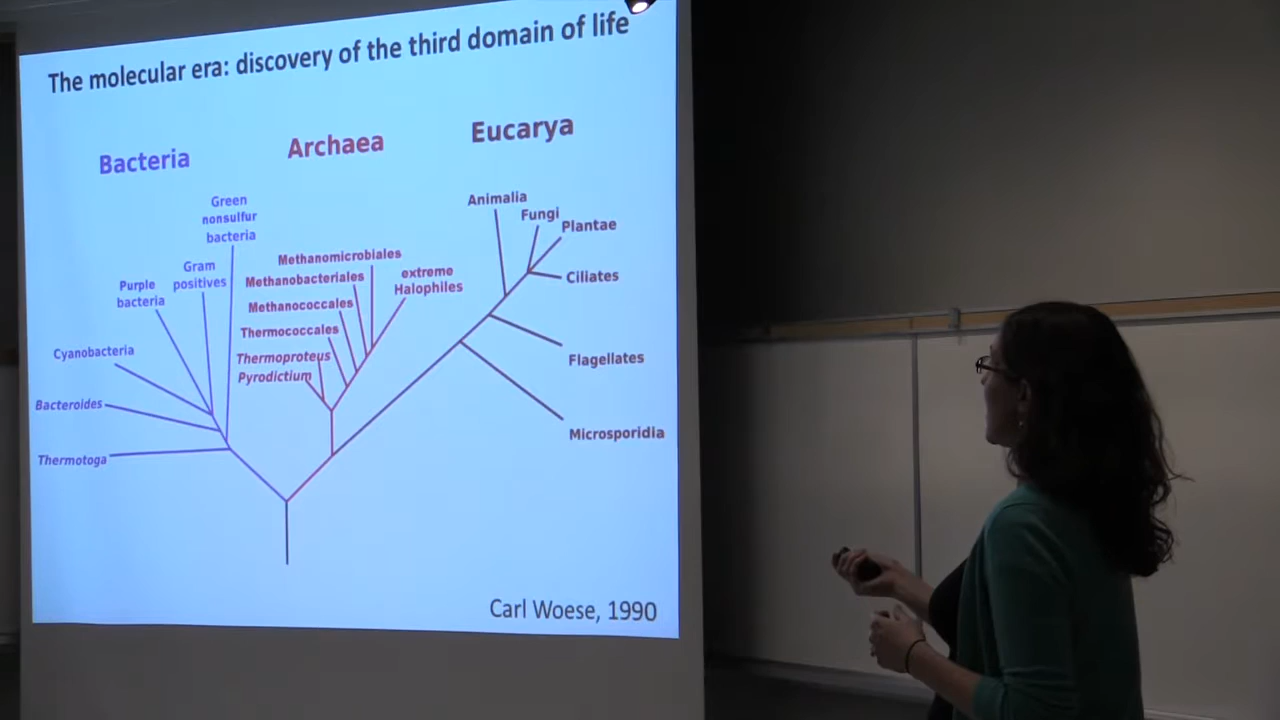 The molecular era: discovery of the third domain of life
Bacteria
Archaea
Eucarya
Green
nonsulfur
bacteria
Gram
positives
Purple
bacteria
Cyanobacteria
Bacteroides
Thermotoga
Methanomicrobiales
Methanobacteriales
extreme
Halophiles
Methanococcales
Thermococcales
Thermoproteus
Pyrodictium
Animalia
Fungi
Plantae
Ciliates
Flagellates
Microsporidia
Carl Woese, 1990